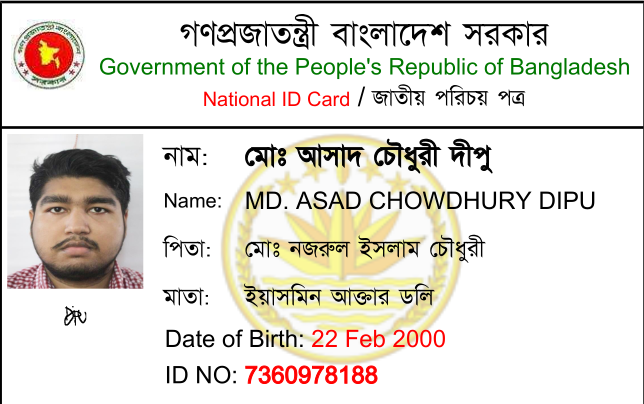 গণপ্রজাতন্ত্রী বাংলাদেশ সরকার
Government of the People's Republic of Bangladesh
National ID Card / জাতীয় পরিচয় পত্র
নাম: মোঃ আসাদ চৌধুরী দীপু
Name: MD. ASAD CHOWDHURY DIPU
পিতা: মোঃ নজরুল ইসলাম চৌধুরী
মাতা: ইয়াসমিন আক্তার ডলি
Date of Birth: 22 Feb 2000
ID NO: 7360978188